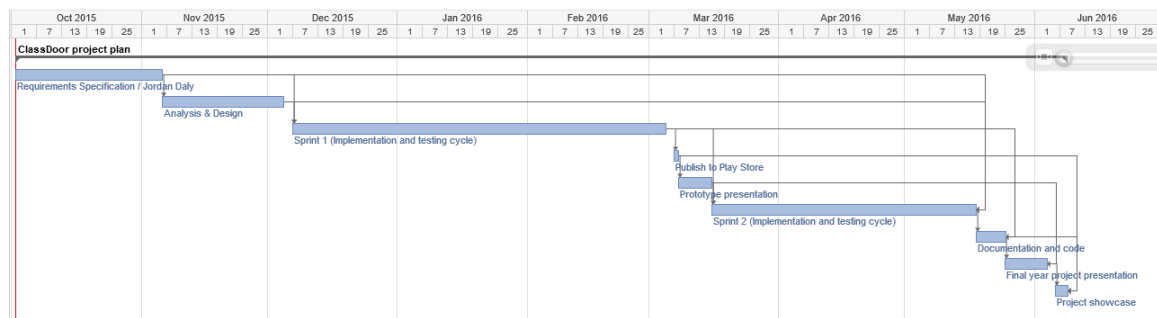 Oct 2015 Nov 2015 Dec 2015 Jan 2016 Feb 2016 Mar 2016 Apr 2016 May 2016 Jun 2016
1 7 13 19 25 1 7 13 19 25 1 7 13 19 25 1 7 13 19 25 1 7 13 19 25 1 7 13 19 25 1 7 13 19 25 1 7 13 19 25 1 7 13 19 25
ClassDoor project plan
Requirements Specification / Jordan Daly
Analysis & Design
Sprint 1 (Implementation and testing cycle)
Publish to Play Store
Prototype presentation
Sprint 2 (Implementation and testing cycle)
Documentation and code
Final year project presentation
Project showcase